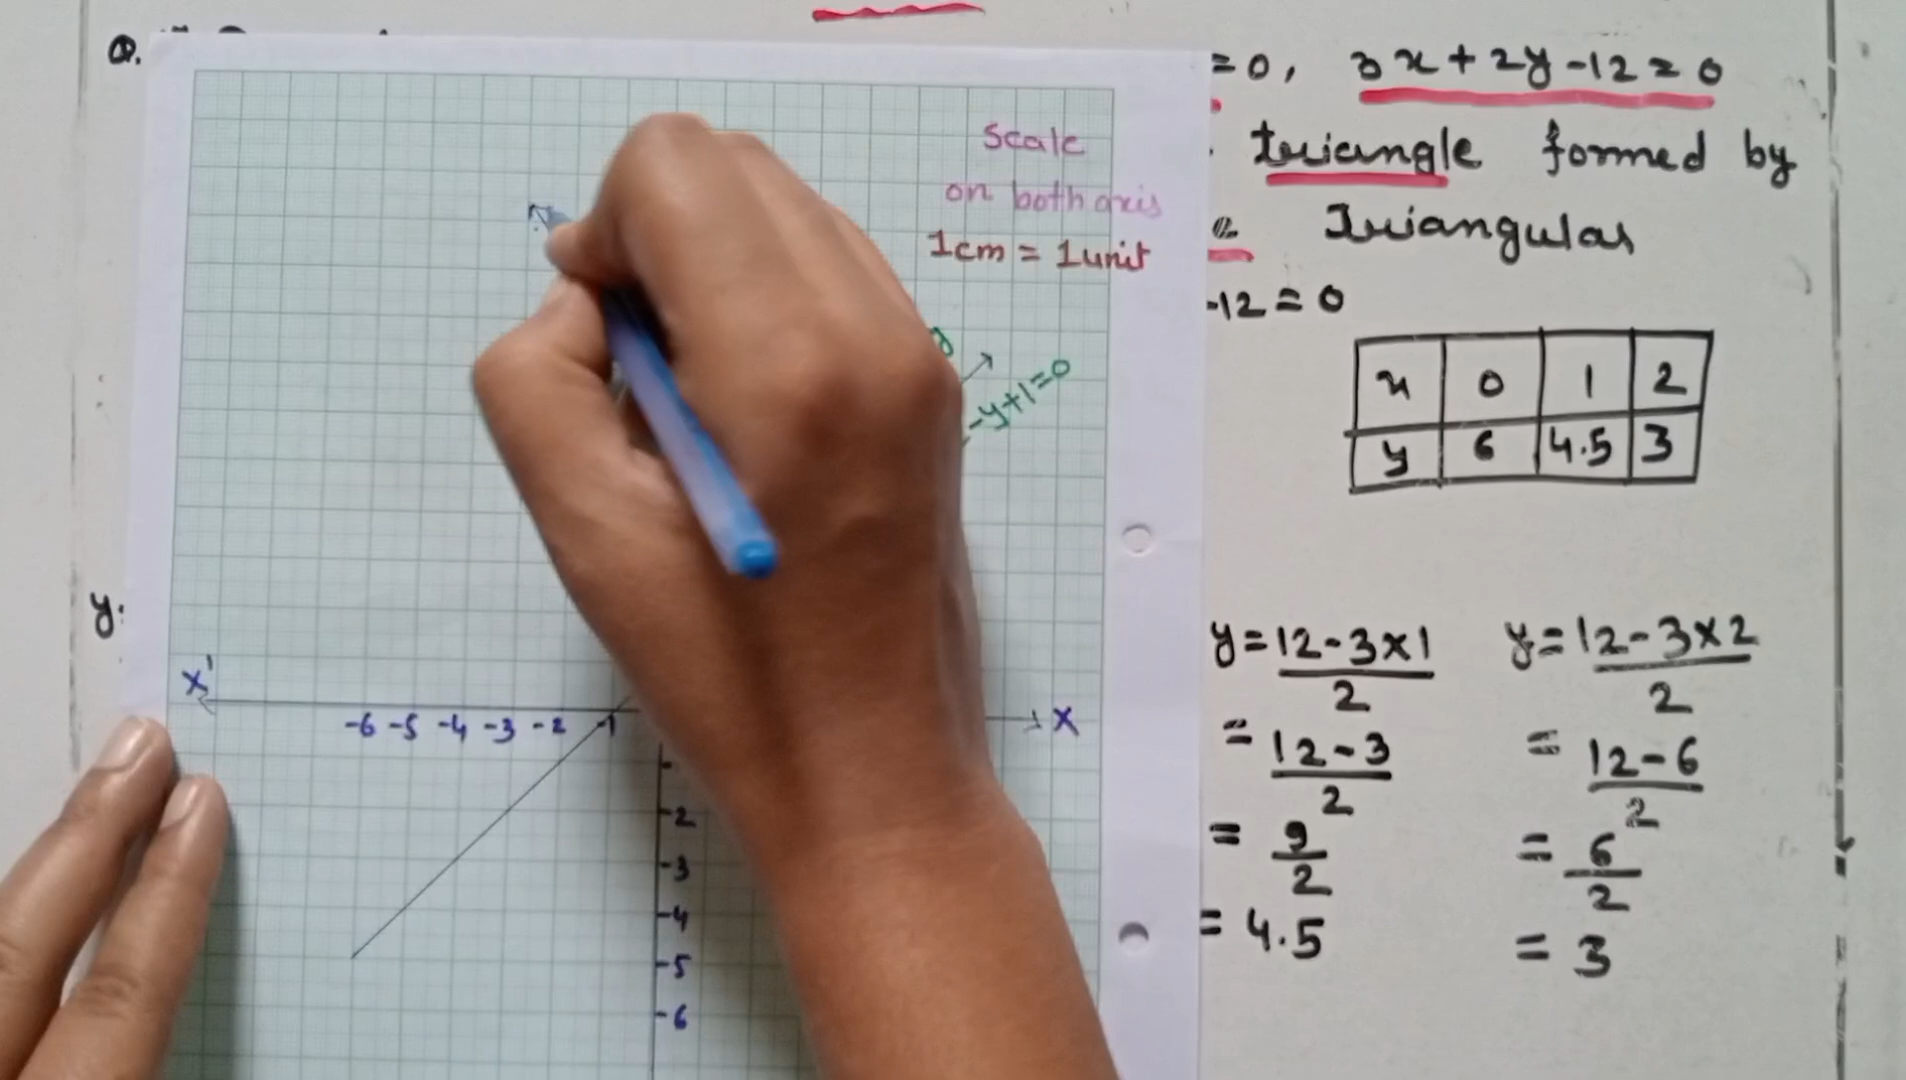 Q.
=0, 3x+2y-12=0
triangle formed by
Triangular
-12=0
x 0 1 2
y 6 4.5 3
Scale
on both axis
1cm = 1unit
-y+1=0
y
X'
-6 -5 -4 -3 -2 -1
X
-2
-3
-4
-5
-6
y=12-3x1
2
= 12-3
2
= 9
2
= 4.5
y=12-3x2
2
= 12-6
2
= 6
2
= 3